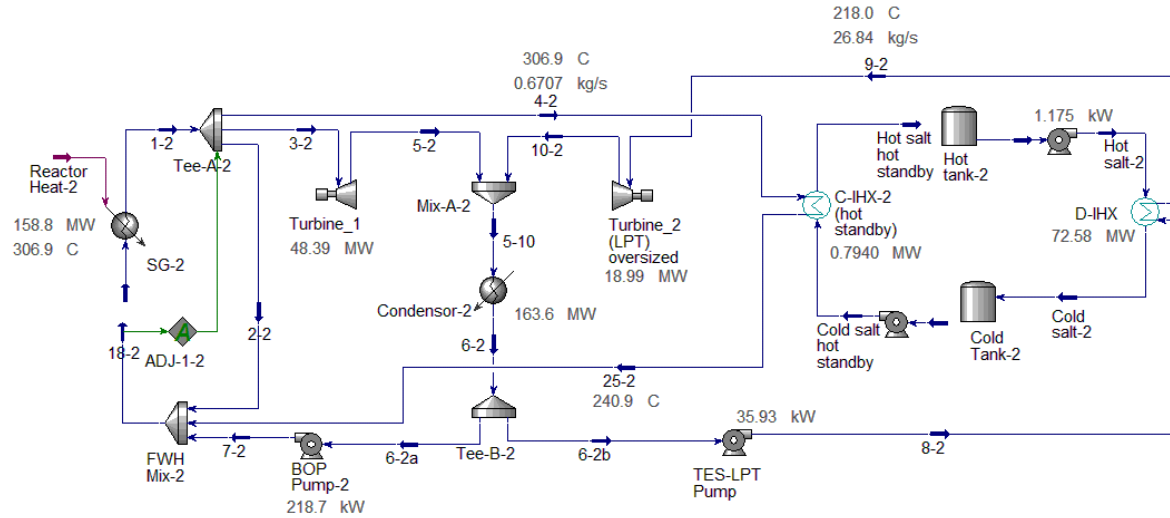 218.0 C
26.84 kg/s
9-2
306.9 C
0.6707 kg/s
4-2
1-2
Tee-A-2
3-2
5-2
10-2
Reactor
Heat-2
158.8 MW
306.9 C
SG-2
Turbine_1
48.39 MW
Mix-A-2
Turbine_2
(LPT)
oversized
18.99 MW
5-10
Hot salt
hot
standby
Hot
tank-2
1.175 kW
Hot
salt-2
C-IHX-2
(hot
standby)
0.7940 MW
D-IHX
72.58 MW
Condensor-2
163.6 MW
2-2
A
18-2
ADJ-1-2
6-2
Cold salt
hot
standby
Cold
Tank-2
Cold
salt-2
25-2
240.9 C
FWH
Mix-2
7-2
BOP
Pump-2
218.7 kW
6-2a
Tee-B-2
6-2b
35.93 kW
TES-LPT
Pump
8-2